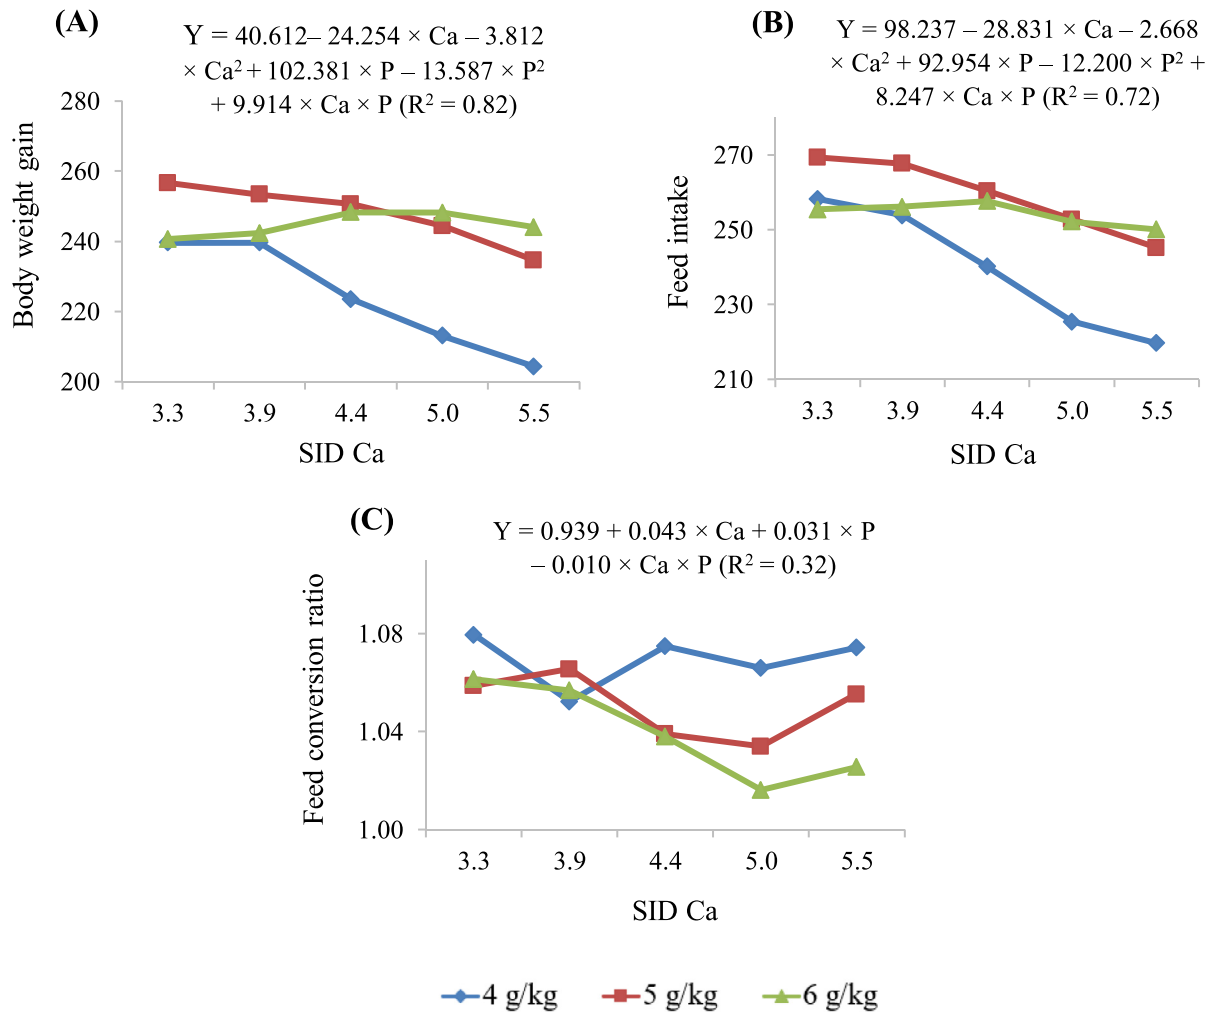 (A)
Y = 40.612– 24.254 × Ca – 3.812
× Ca² + 102.381 × P – 13.587 × P²
+ 9.914 × Ca × P (R² = 0.82)
280
260
240
220
200
Body weight gain
3.3 3.9 4.4 5.0 5.5
SID Ca
(B)
Y = 98.237 – 28.831 × Ca – 2.668
× Ca² + 92.954 × P – 12.200 × P² +
8.247 × Ca × P (R² = 0.72)
270
250
230
210
Feed intake
3.3 3.9 4.4 5.0 5.5
SID Ca
(C)
Y = 0.939 + 0.043 × Ca + 0.031 × P
– 0.010 × Ca × P (R² = 0.32)
1.08
1.04
1.00
Feed conversion ratio
3.3 3.9 4.4 5.0 5.5
SID Ca
4 g/kg 5 g/kg 6 g/kg